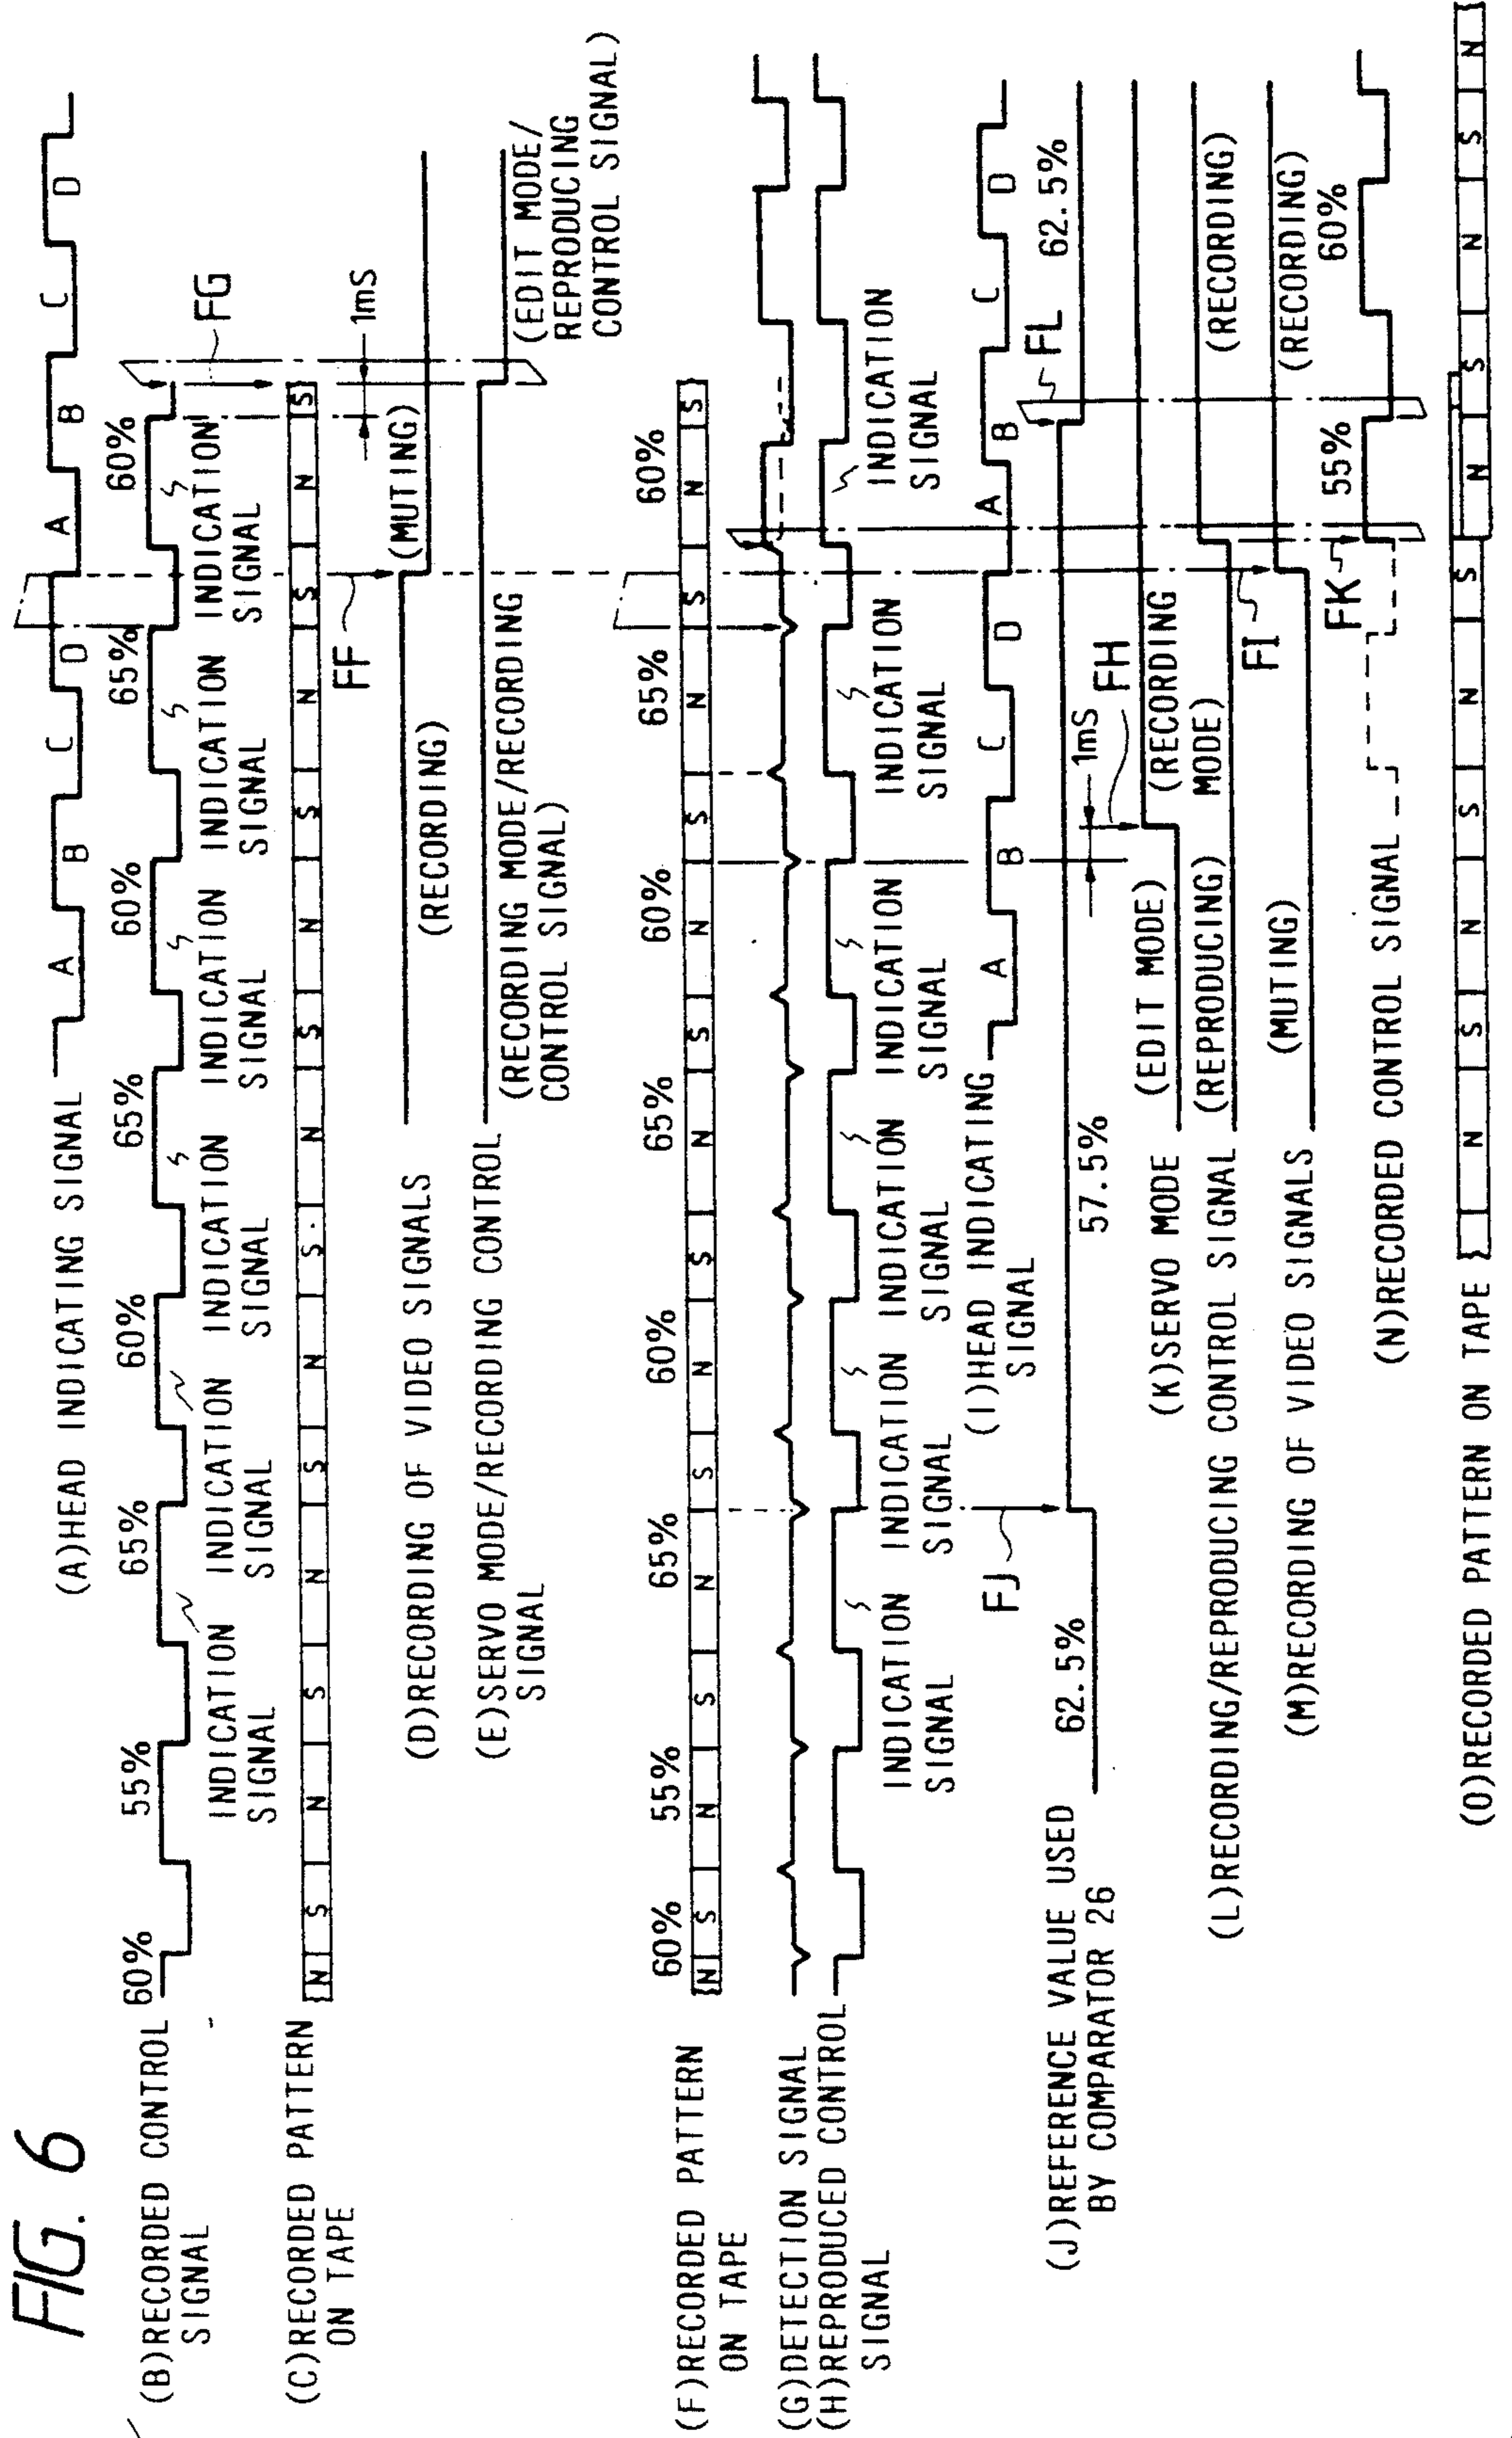 FIG. 6
(A)HEAD INDICATING SIGNAL
A B C D A B C D
(B)RECORDED CONTROL
SIGNAL
60% 55% 65% 60% 65% 60% 65% 60%
INDICATION
SIGNAL
INDICATION
SIGNAL
INDICATION
SIGNAL
INDICATION
SIGNAL
INDICATION
SIGNAL
INDICATION
SIGNAL
FG
1mS
(C)RECORDED PATTERN
ON TAPE
N S N S N S N S N S N S N S N S
FF
(D)RECORDING OF VIDEO SIGNALS
(RECORDING)
(MUTING)
(E)SERVO MODE/RECORDING CONTROL
SIGNAL
(RECORDING MODE/RECORDING
CONTROL SIGNAL)
(EDIT MODE/
REPRODUCING
CONTROL SIGNAL)
(F)RECORDED PATTERN
ON TAPE
60% 55% 65% 60% 65% 60% 65% 60%
N S N S N S N S N S N S N S N S
(G)DETECTION SIGNAL
(H)REPRODUCED CONTROL
SIGNAL
INDICATION
SIGNAL
INDICATION
SIGNAL
INDICATION
SIGNAL
INDICATION
SIGNAL
INDICATION
SIGNAL
INDICATION
SIGNAL
(I)HEAD INDICATING
SIGNAL
A B C D A B C D
FJ
FL
(J)REFERENCE VALUE USED
BY COMPARATOR 26
62.5%
57.5%
62.5%
1mS
FH
(K)SERVO MODE
(EDIT MODE)
(RECORDING
MODE)
(L)RECORDING/REPRODUCING CONTROL SIGNAL
(REPRODUCING)
(RECORDING)
FI
(M)RECORDING OF VIDEO SIGNALS
(MUTING)
(RECORDING)
FK
(N)RECORDED CONTROL SIGNAL
55% 60%
(O)RECORDED PATTERN ON TAPE
N S N S N S N S N S N